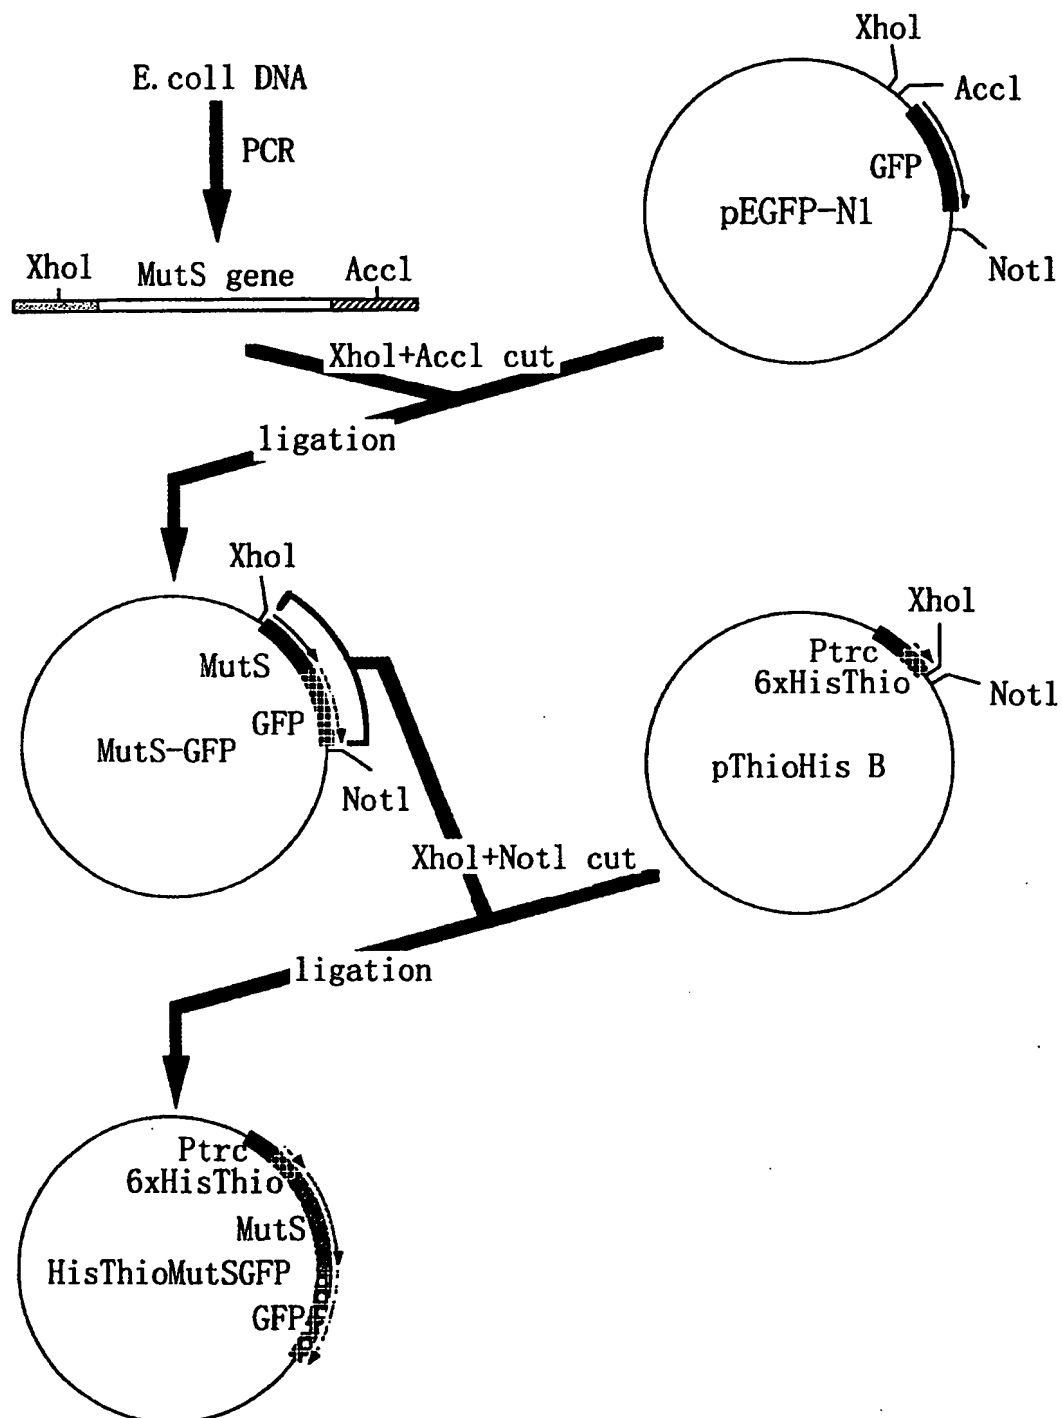 E.coll DNA
PCR
Xhol
MutS gene
Accl
Xhol
Accl
GFP
pEGFP-N1
Notl
Xhol+Accl cut
ligation
Xhol
MutS
GFP
MutS-GFP
Notl
Xhol
Ptrc
6xHisThio
Notl
pThioHis B
Xhol+Notl cut
ligation
Ptrc
6xHisThio
MutS
HisThioMutSGFP
GFP